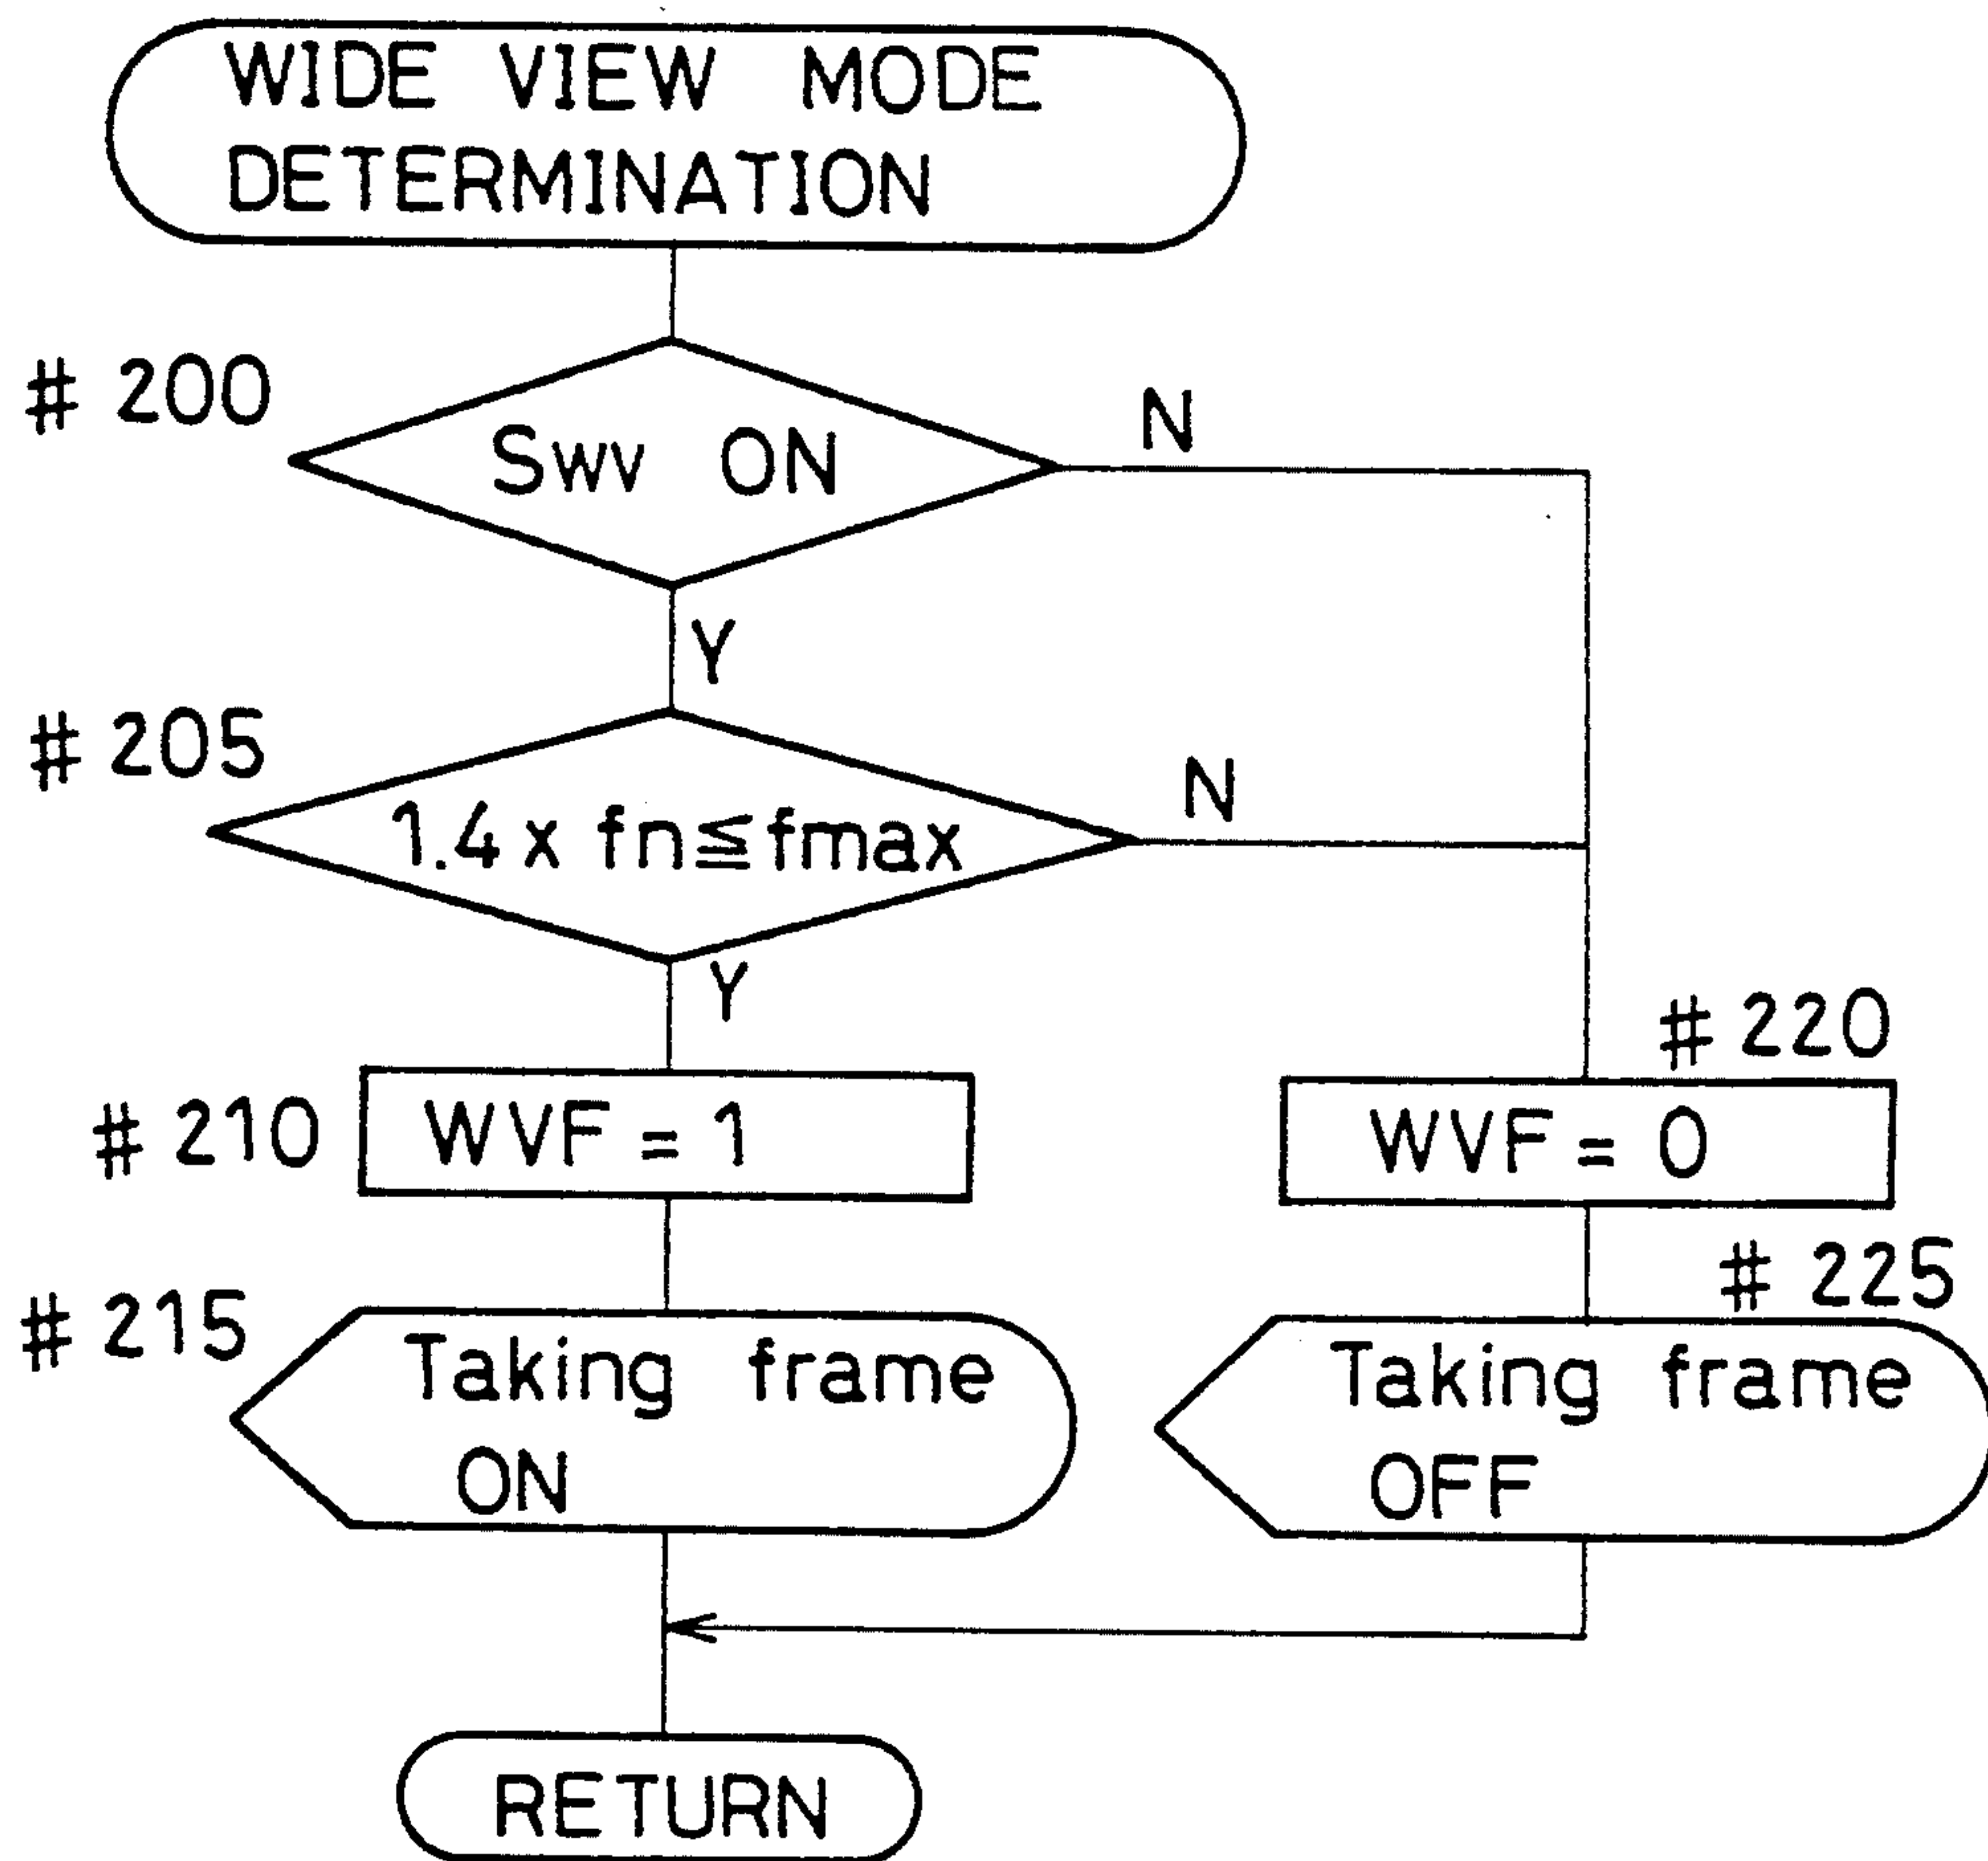 WIDE VIEW MODE
DETERMINATION
# 200
Swv ON
N
Y
# 205
1.4 x fn ≦ fmax
N
Y
# 210
WVF = 1
# 220
WVF = 0
# 215
Taking frame
ON
# 225
Taking frame
OFF
RETURN